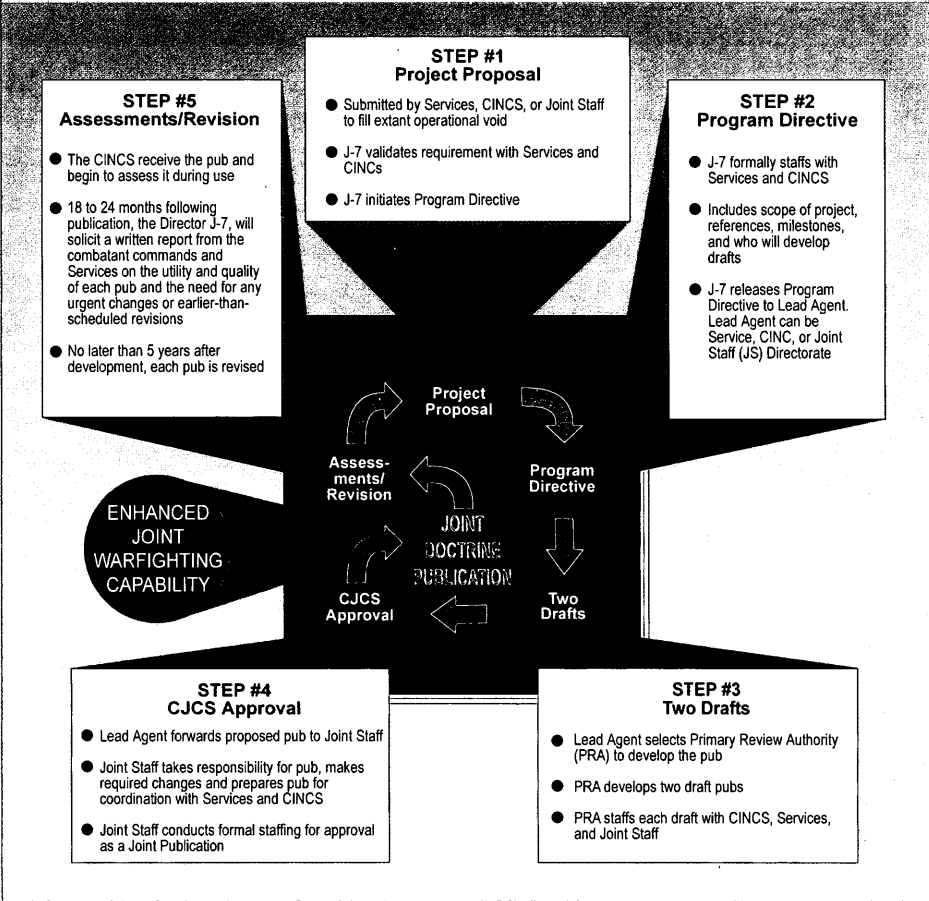 STEP #1
Project Proposal
● Submitted by Services, CINCS, or Joint Staff
to fill extant operational void
● J-7 validates requirement with Services and
CINCs
● J-7 initiates Program Directive
STEP #2
Program Directive
● J-7 formally staffs with
Services and CINCS
● Includes scope of project,
references, milestones,
and who will develop
drafts
● J-7 releases Program
Directive to Lead Agent.
Lead Agent can be
Service, CINC, or Joint
Staff (JS) Directorate
STEP #3
Two Drafts
● Lead Agent selects Primary Review Authority
(PRA) to develop the pub
● PRA develops two draft pubs
● PRA staffs each draft with CINCS, Services,
and Joint Staff
STEP #4
CJCS Approval
● Lead Agent forwards proposed pub to Joint Staff
● Joint Staff takes responsibility for pub, makes
required changes and prepares pub for
coordination with Services and CINCS
● Joint Staff conducts formal staffing for approval
as a Joint Publication
STEP #5
Assessments/Revision
● The CINCS receive the pub and
begin to assess it during use
● 18 to 24 months following
publication, the Director J-7, will
solicit a written report from the
combatant commands and
Services on the utility and quality
of each pub and the need for any
urgent changes or earlier-than-
scheduled revisions
● No later than 5 years after
development, each pub is revised
Project
Proposal
Program
Directive
Two
Drafts
CJCS
Approval
Assess-
ments/
Revision
JOINT
DOCTRINE
PUBLICATION
ENHANCED
JOINT
WARFIGHTING
CAPABILITY